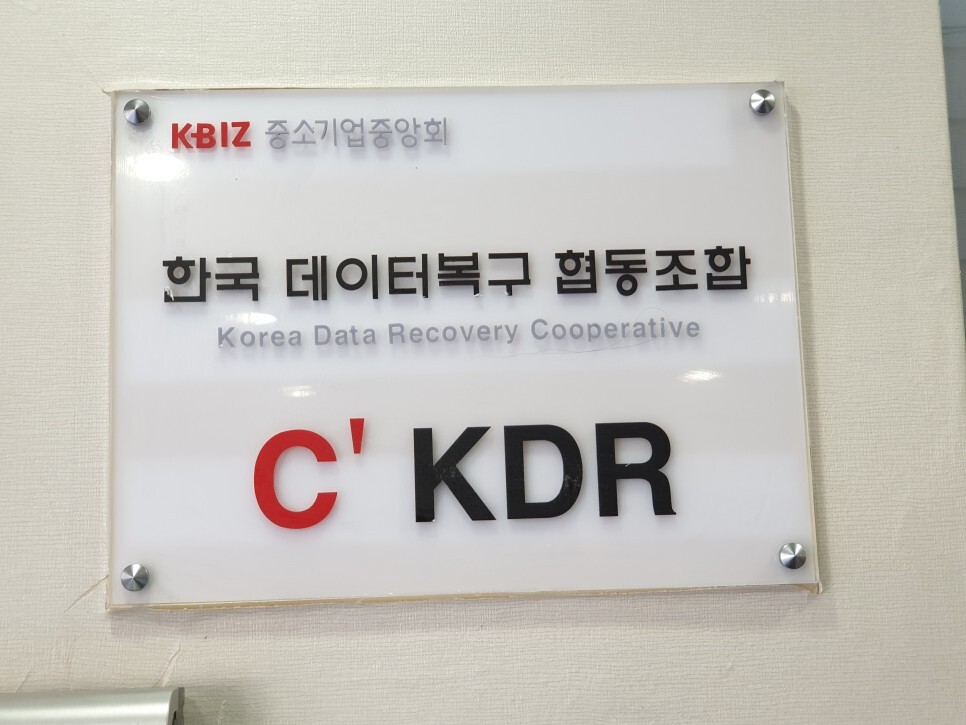 K-BIZ 중소기업중앙회
한국 데이터복구 협동조합
Korea Data Recovery Cooperative
C' KDR